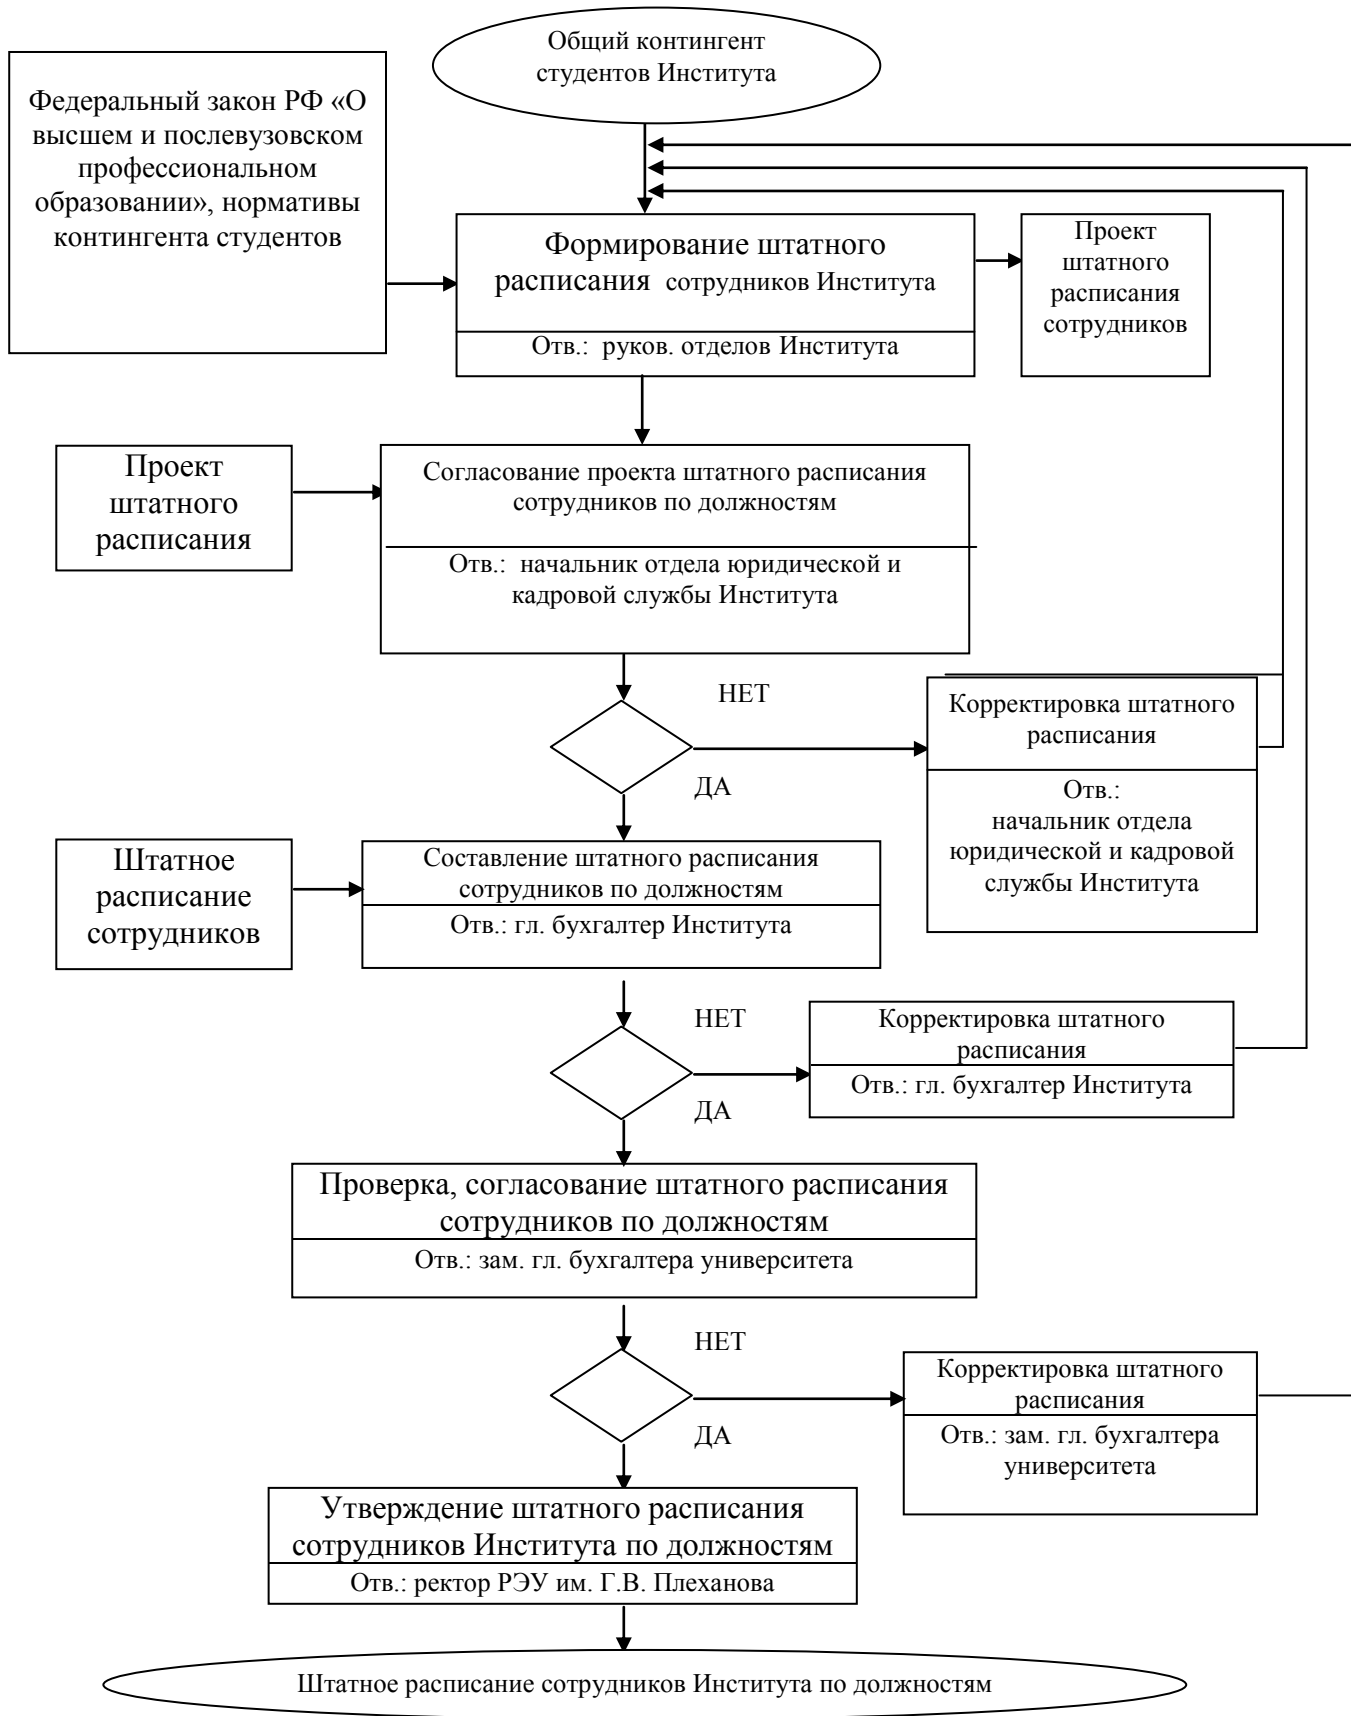 Общий контингент
студентов Института
Федеральный закон РФ «О
высшем и послевузовском
профессиональном
образовании», нормативы
контингента студентов
Формирование штатного
расписания сотрудников Института
Отв.: руков. отделов Института
Проект
штатного
расписания
сотрудников
Проект
штатного
расписания
Согласование проекта штатного расписания
сотрудников по должностям
Отв.: начальник отдела юридической и
кадровой службы Института
НЕТ
ДА
Корректировка штатного
расписания
Отв.:
начальник отдела
юридической и кадровой
службы Института
Штатное
расписание
сотрудников
Составление штатного расписания
сотрудников по должностям
Отв.: гл. бухгалтер Института
НЕТ
ДА
Корректировка штатного
расписания
Отв.: гл. бухгалтер Института
Проверка, согласование штатного расписания
сотрудников по должностям
Отв.: зам. гл. бухгалтера университета
НЕТ
ДА
Корректировка штатного
расписания
Отв.: зам. гл. бухгалтера
университета
Утверждение штатного расписания
сотрудников Института по должностям
Отв.: ректор РЭУ им. Г.В. Плеханова
Штатное расписание сотрудников Института по должностям